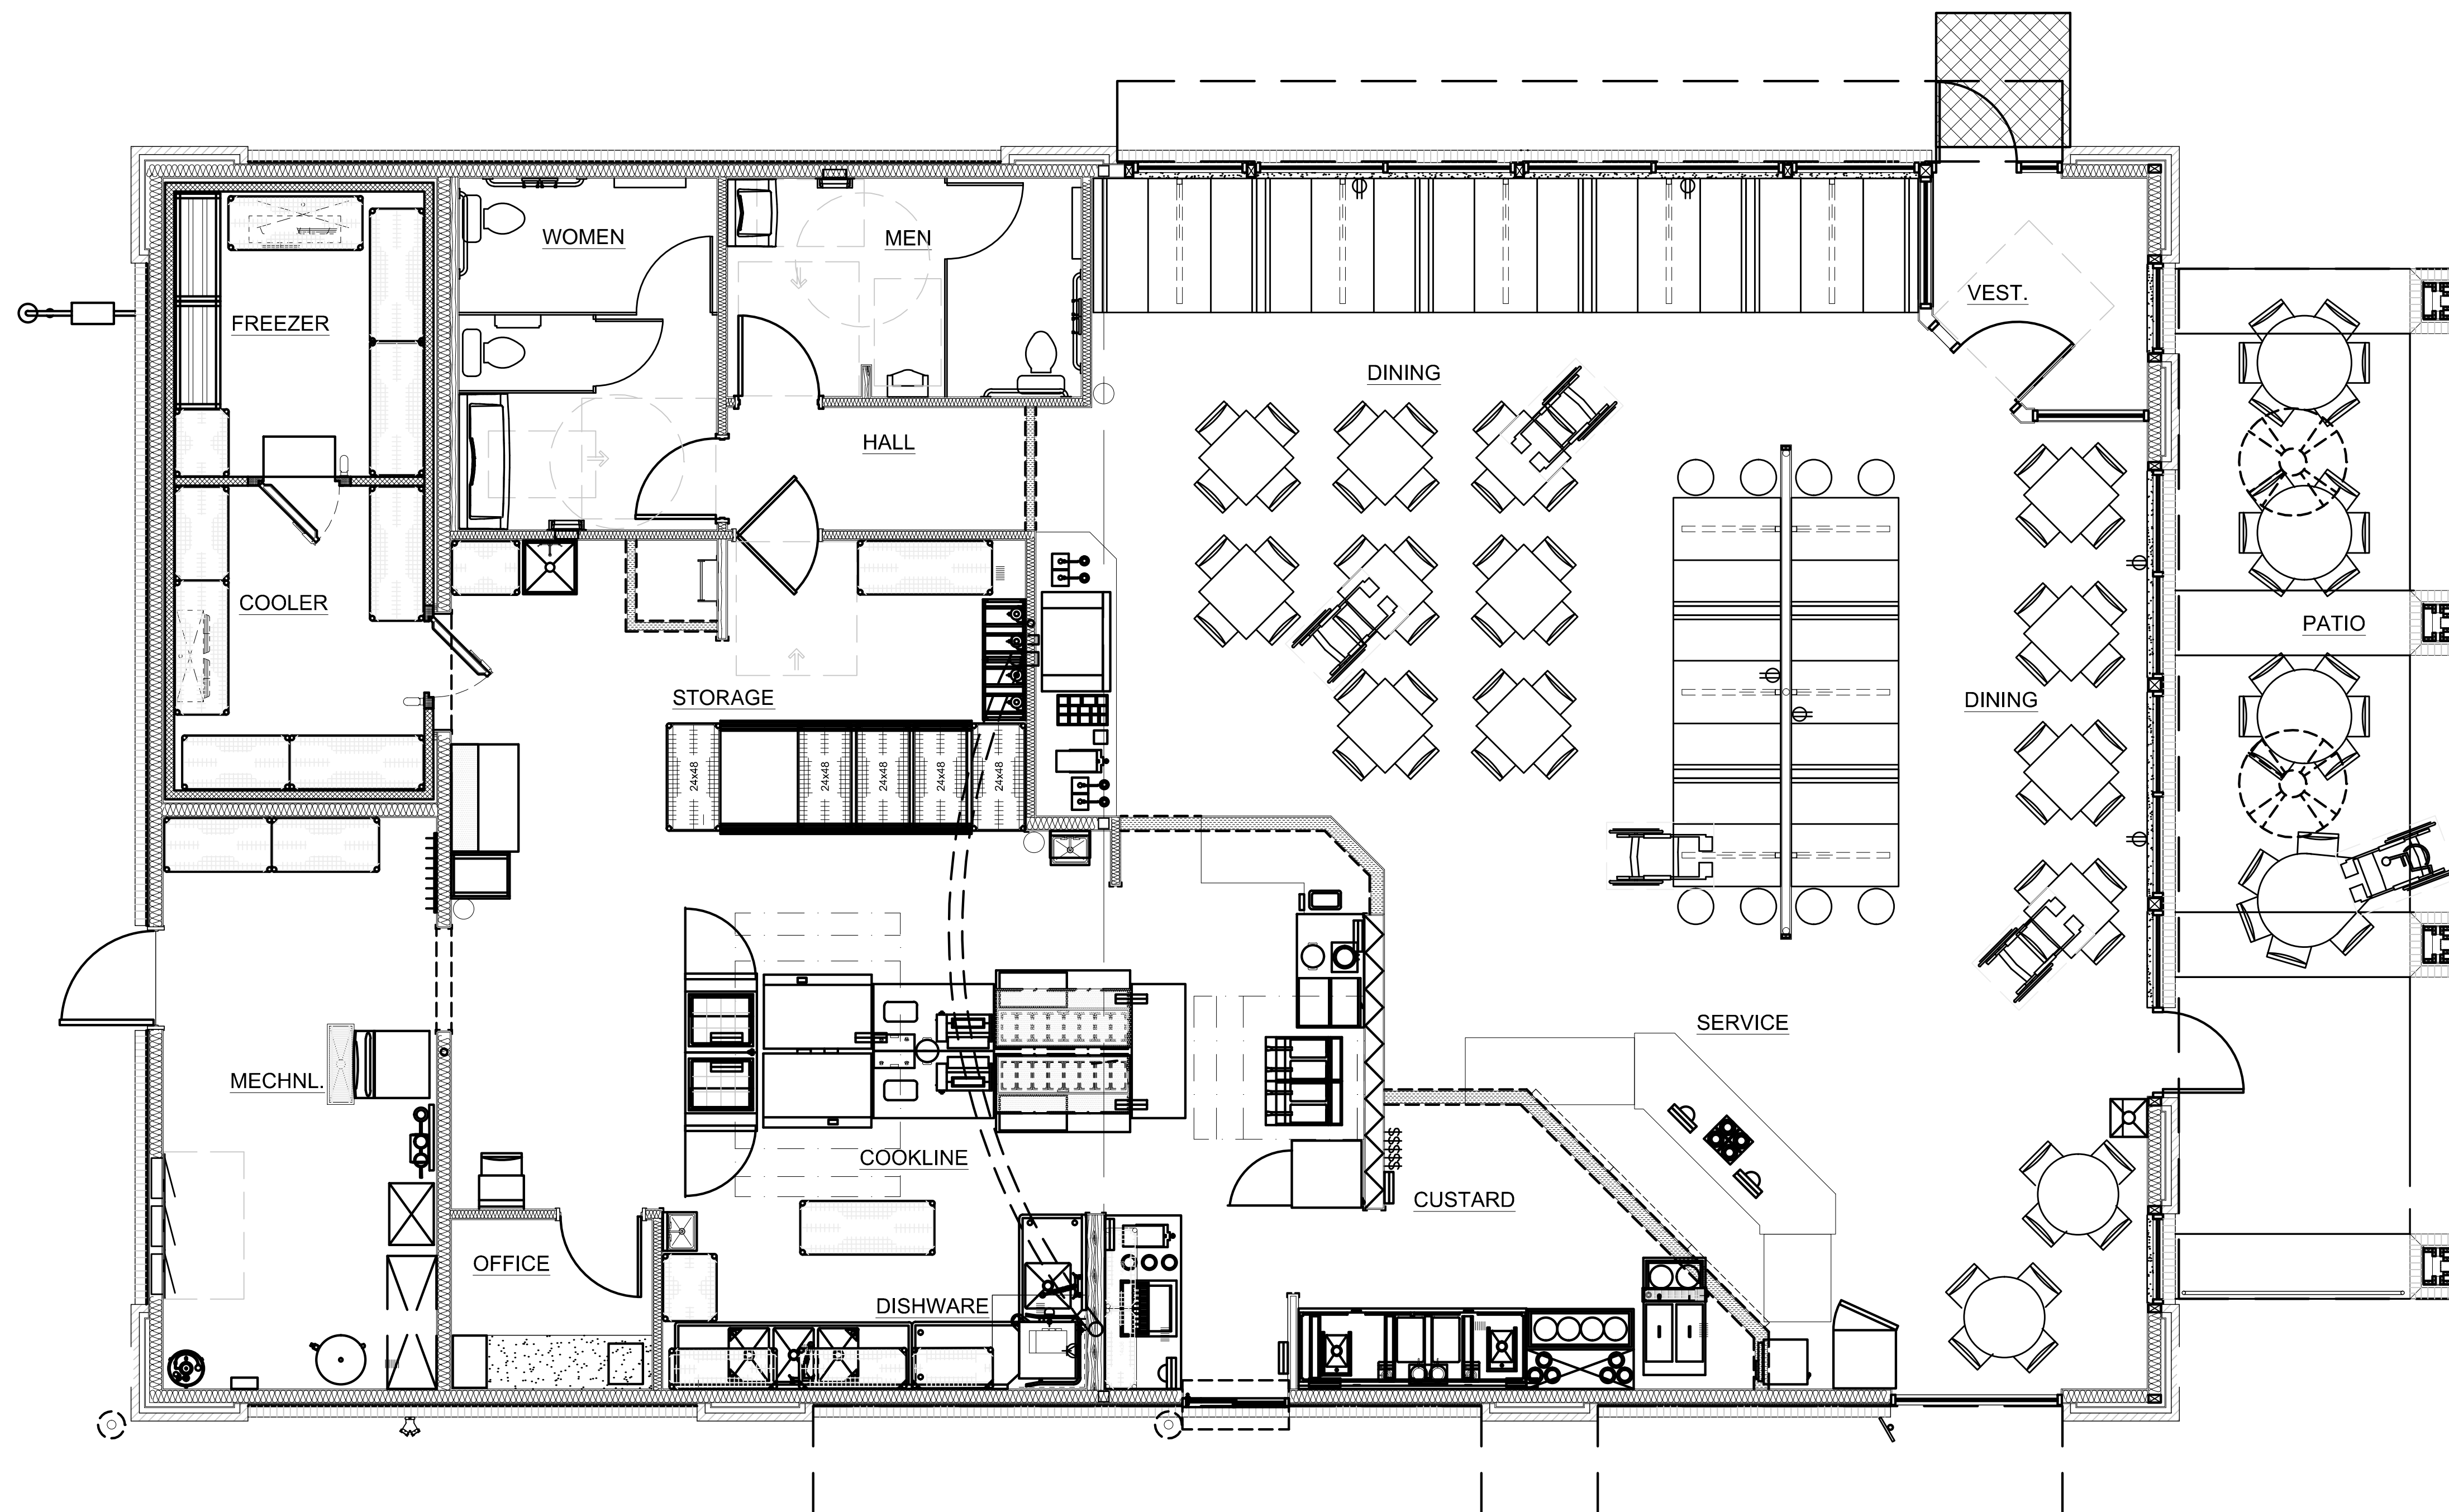 WOMEN
MEN
VEST.
FREEZER
DINING
HALL
COOLER
PATIO
STORAGE
DINING
24x48
24x48
24x48
24x48
24x48
SERVICE
MECHNL.
COOKLINE
CUSTARD
OFFICE
DISHWARE